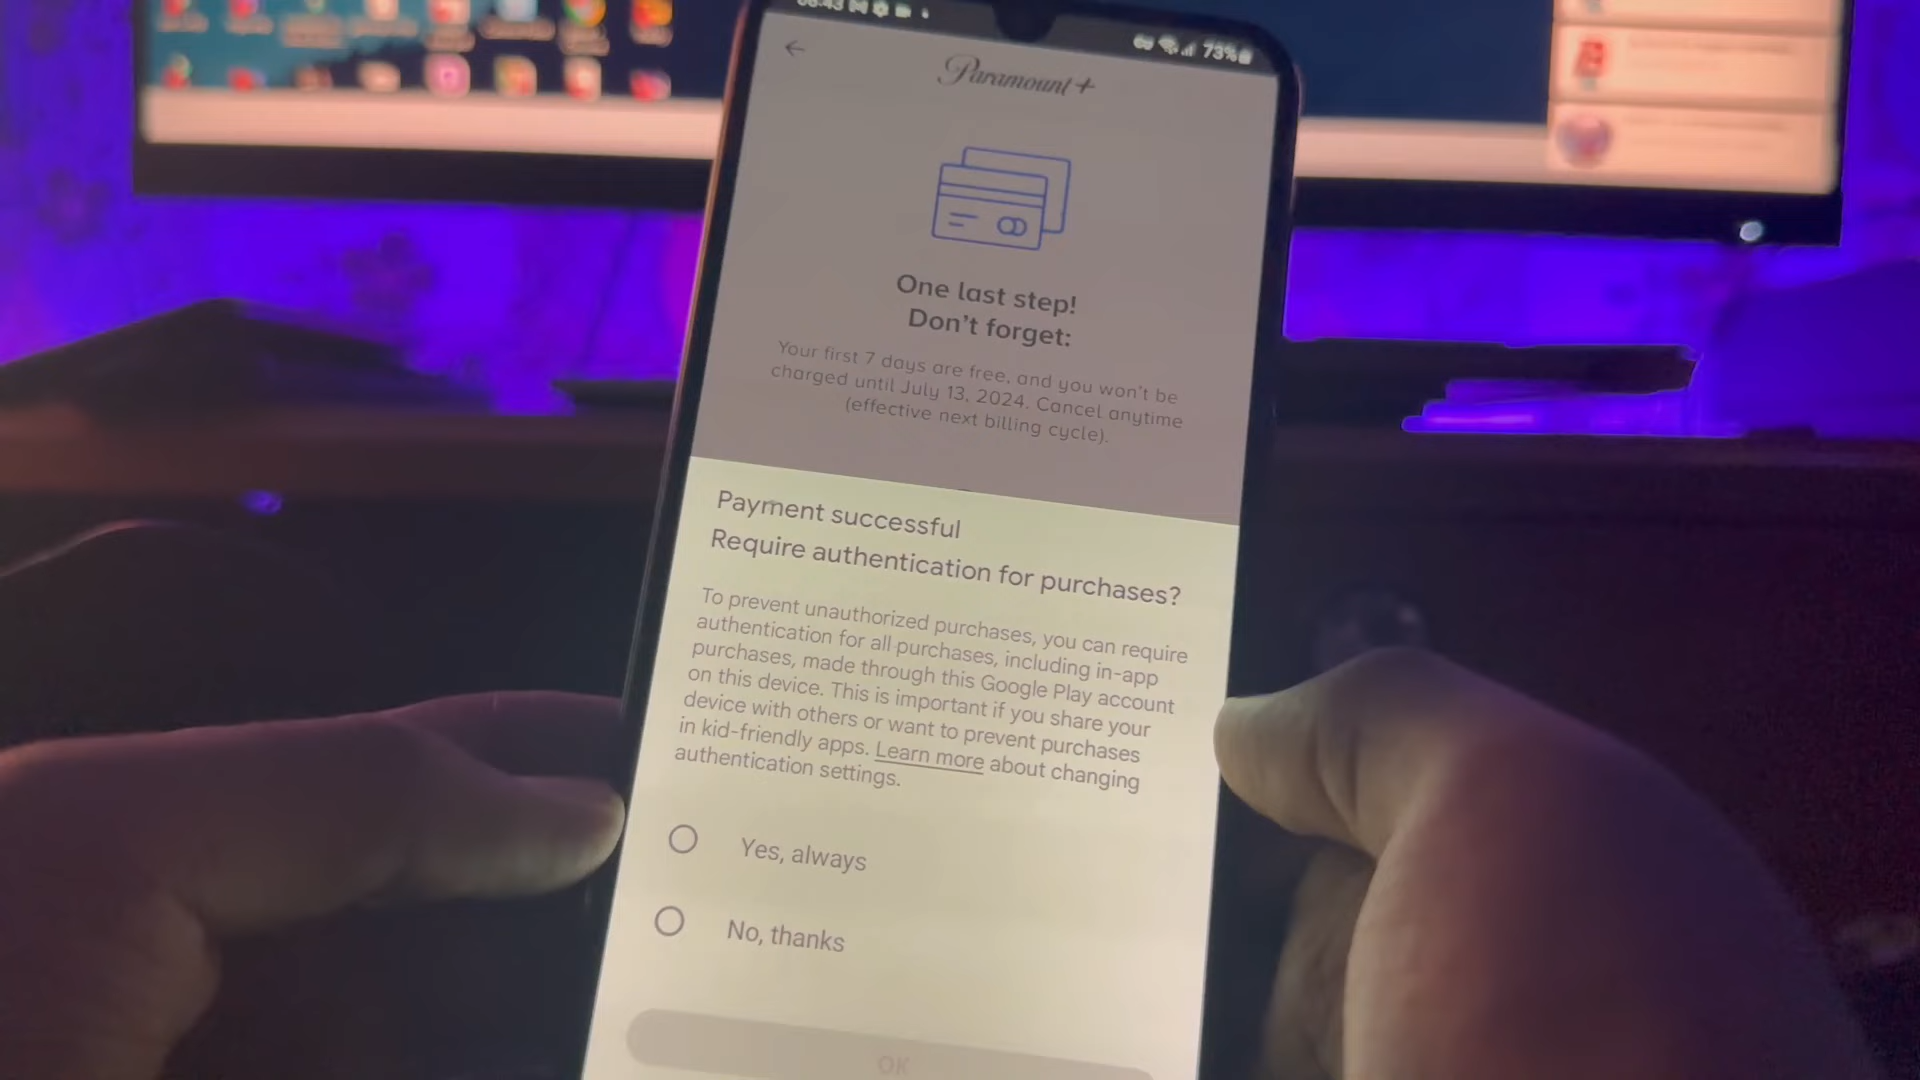 06:43
73%
Paramount+
One last step!
Don't forget:
Your first 7 days are free, and you won't be
charged until July 13, 2024. Cancel anytime
(effective next billing cycle).
Payment successful
Require authentication for purchases?
To prevent unauthorized purchases, you can require
authentication for all purchases, including in-app
purchases, made through this Google Play account
on this device. This is important if you share your
device with others or want to prevent purchases
in kid-friendly apps. Learn more about changing
authentication settings.
Yes, always
No, thanks
OK